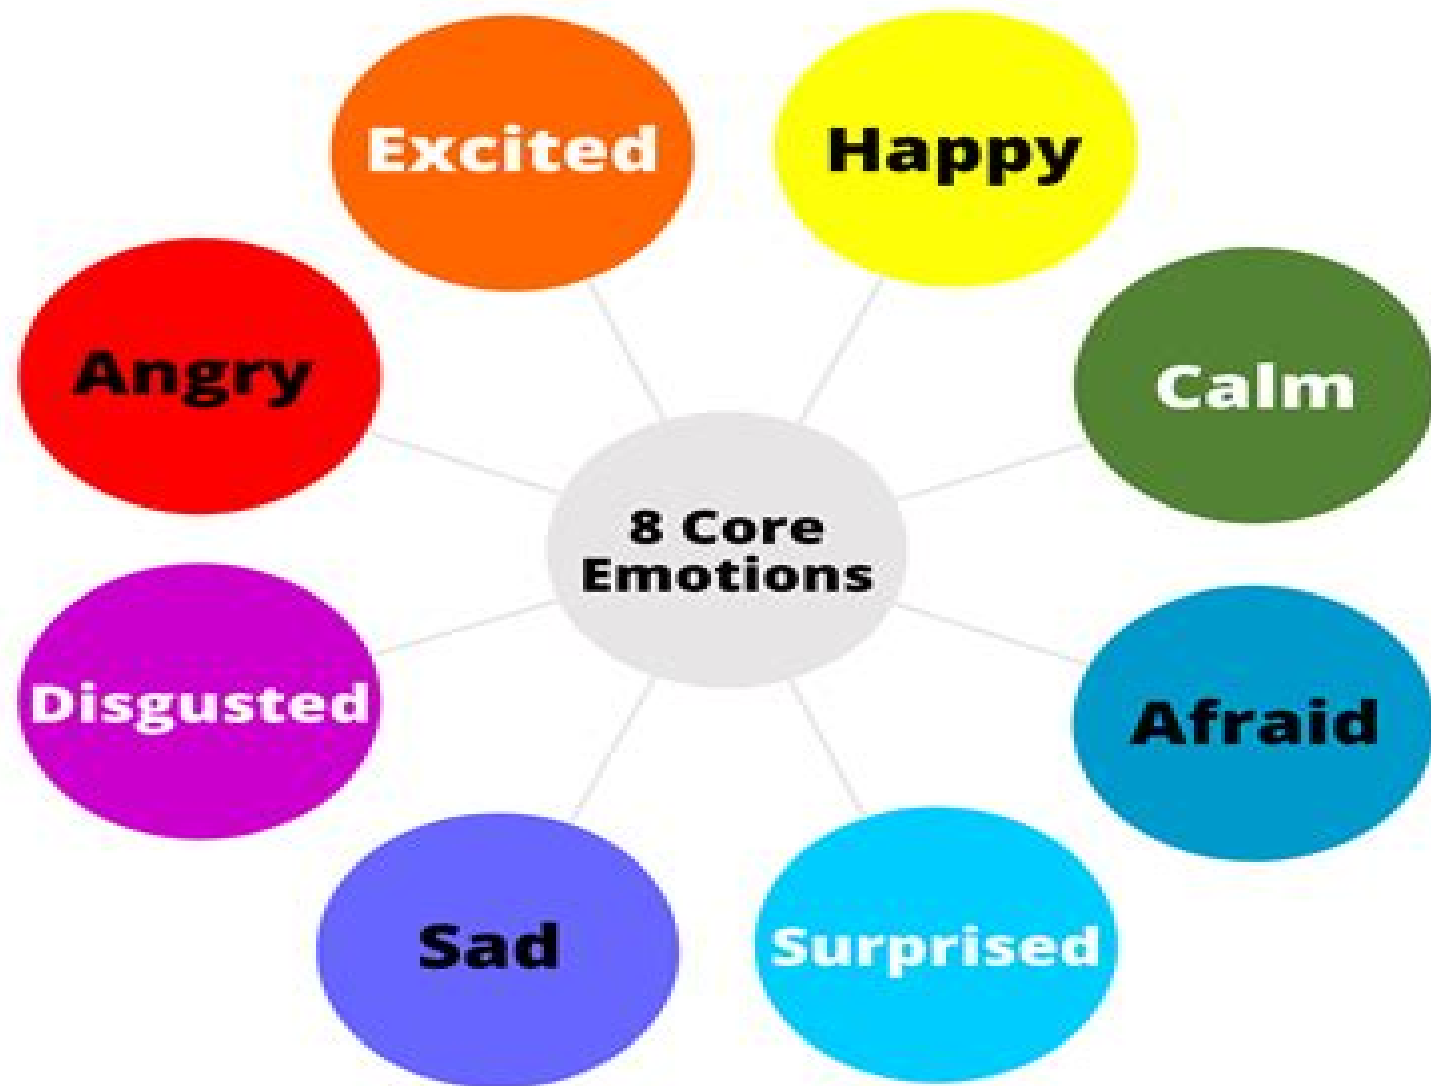 Excited
Happy
Angry
Calm
8 Core
Emotions
Disgusted
Afraid
Sad
Surprised